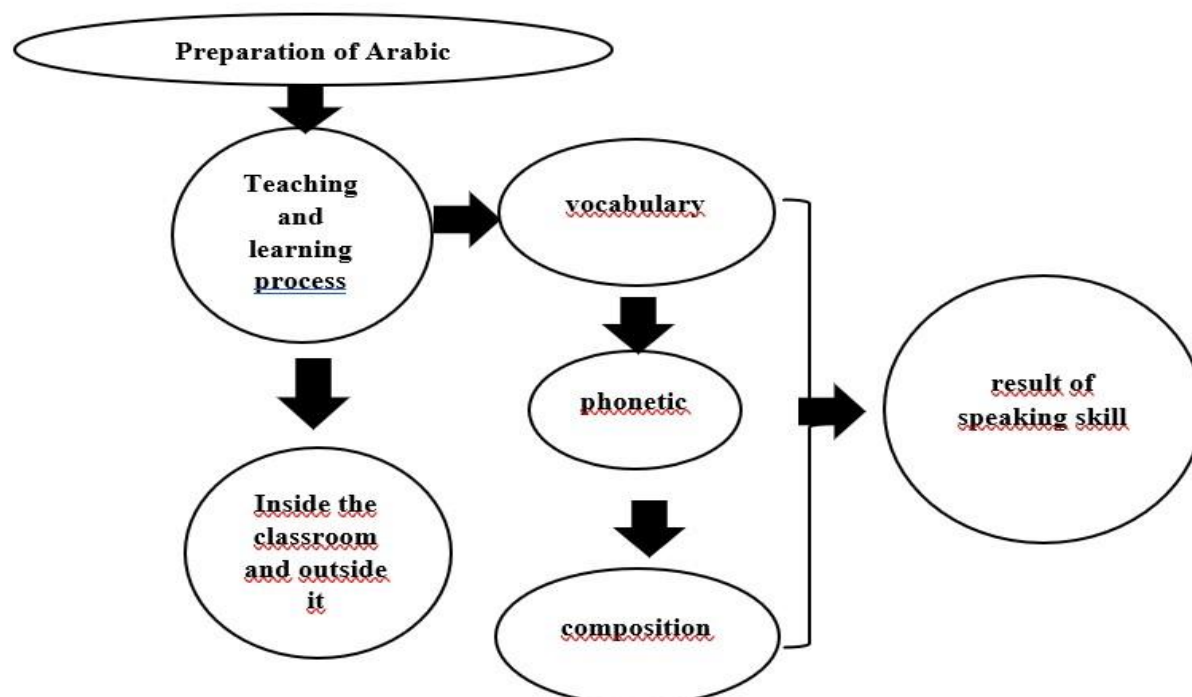 Preparation of Arabic
Teaching
and
learning
process
vocabulary
phonetic
composition
Inside the
classroom
and outside
it
result of
speaking skill